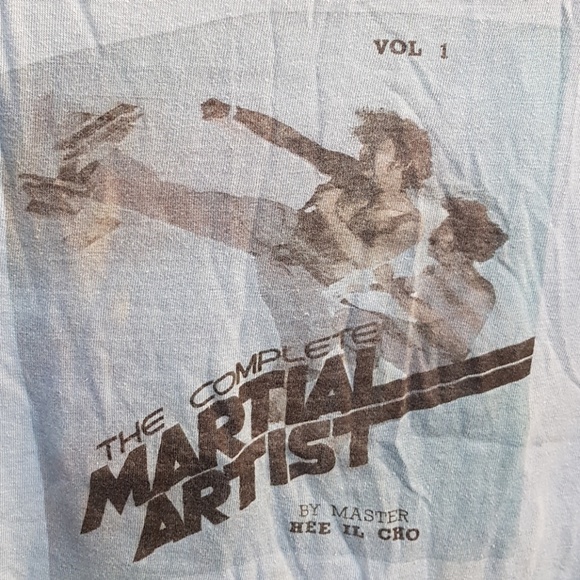 VOL 1
THE COMPLETE
MARTIAL
ARTIST
BY MASTER
HEE IL CHO